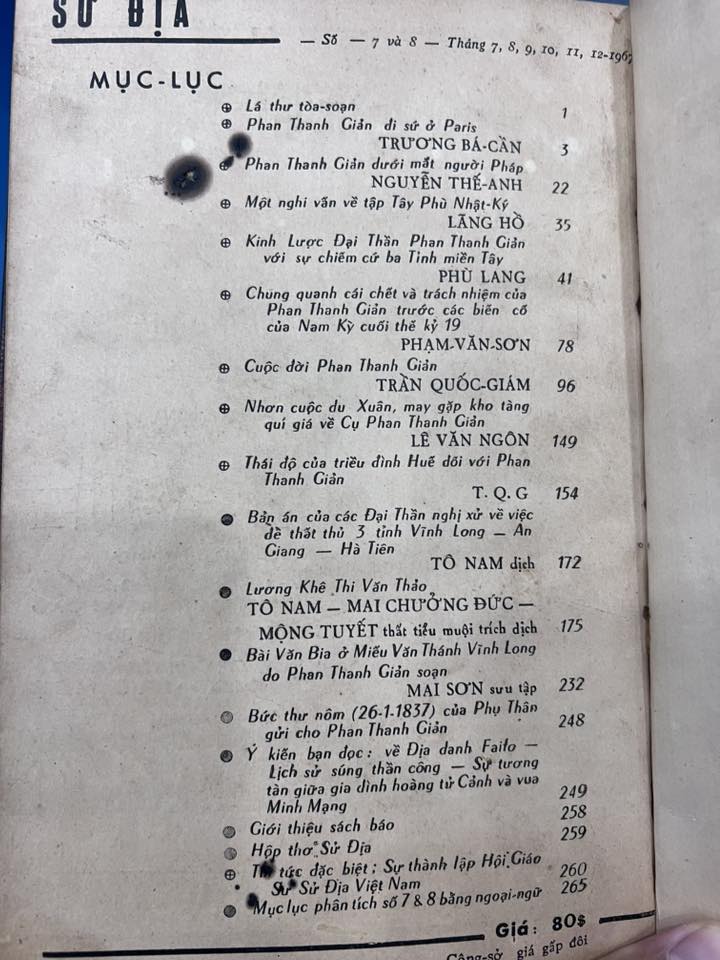 SỬ ĐỊA
— Số — 7 và 8 — Tháng 7, 8, 9, 10, 11, 12-1967
MỤC-LỤC
Lá thư tòa-soạn 1
Phan Thanh Giản đi sứ ở Paris
TRƯƠNG BÁ-CẦN 3
Phan Thanh Giản dưới mắt người Pháp
NGUYỄN THẾ-ANH 22
Một nghi vấn về tập Tây Phù Nhật-Ký
LÃNG HỒ 35
Kinh Lược Đại Thần Phan Thanh Giản
với sự chiếm cứ ba Tỉnh miền Tây
PHÙ LANG 41
Chung quanh cái chết và trách nhiệm của
Phan Thanh Giản trước các biến cố
của Nam Kỳ cuối thế kỷ 19
PHẠM-VĂN-SƠN 78
Cuộc đời Phan Thanh Giản
TRẦN QUỐC-GIÁM 96
Nhơn cuộc du Xuân, may gặp kho tàng
quí giá về Cụ Phan Thanh Giản
LÊ VĂN NGÔN 149
Thái độ của triều đình Huế đối với Phan
Thanh Giản
T. Q. G 154
Bản án của các Đại Thần nghị xử về việc
để thất thủ 3 tỉnh Vĩnh Long — An
Giang — Hà Tiên
TÔ NAM dịch 172
Lương Khê Thi Văn Thảo
TÔ NAM — MAI CHƯỞNG ĐỨC —
MỘNG TUYẾT thất tiểu muội trích dịch 175
Bài Văn Bia ở Miếu Văn Thánh Vĩnh Long
do Phan Thanh Giản soạn
MAI SƠN sưu tập 232
Bức thư nôm (26-1-1837) của Phụ Thân
gửi cho Phan Thanh Giản 248
Ý kiến bạn đọc : về Địa danh Faifo —
Lịch sử súng thần công — Sự tương
tàn giữa gia đình hoàng tử Cảnh và vua
Minh Mạng 249
Giới thiệu sách báo 258
Hộp thơ Sử Địa 259
Tin tức đặc biệt : Sự thành lập Hội Giáo
Sư Sử Địa Việt Nam 260
Mục lục phân tích số 7 & 8 bằng ngoại-ngữ 265
Giá : 80$
Công-sở giá gấp đôi